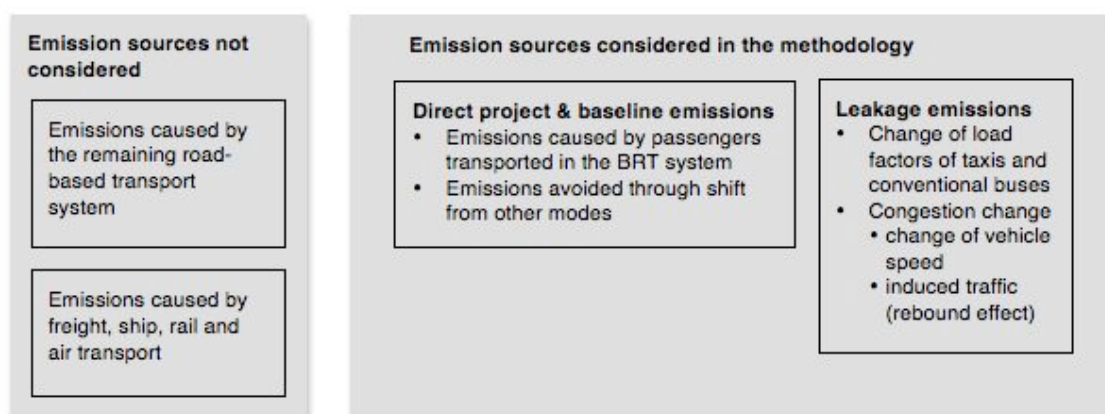 Emission sources not
considered
Emissions caused by
the remaining road-
based transport
system
Emissions caused by
freight, ship, rail and
air transport
Emission sources considered in the methodology
Direct project & baseline emissions
• Emissions caused by passengers
transported in the BRT system
• Emissions avoided through shift
from other modes
Leakage emissions
• Change of load
factors of taxis and
conventional buses
• Congestion change
• change of vehicle
speed
• induced traffic
(rebound effect)